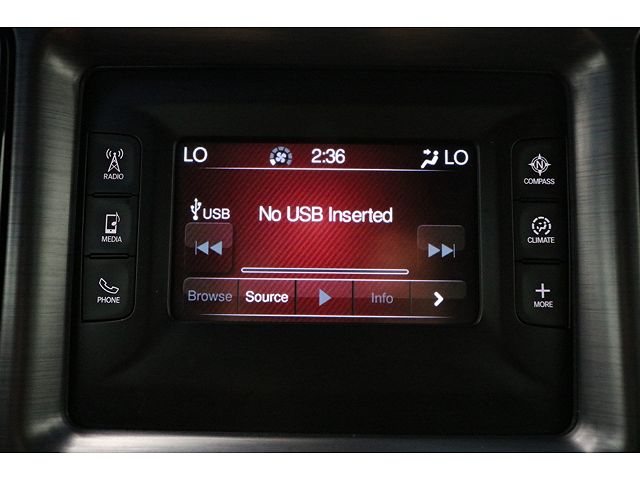 LO 2:36 LO
RADIO
COMPASS
USB No USB Inserted
MEDIA
CLIMATE
PHONE
Browse Source Info
MORE